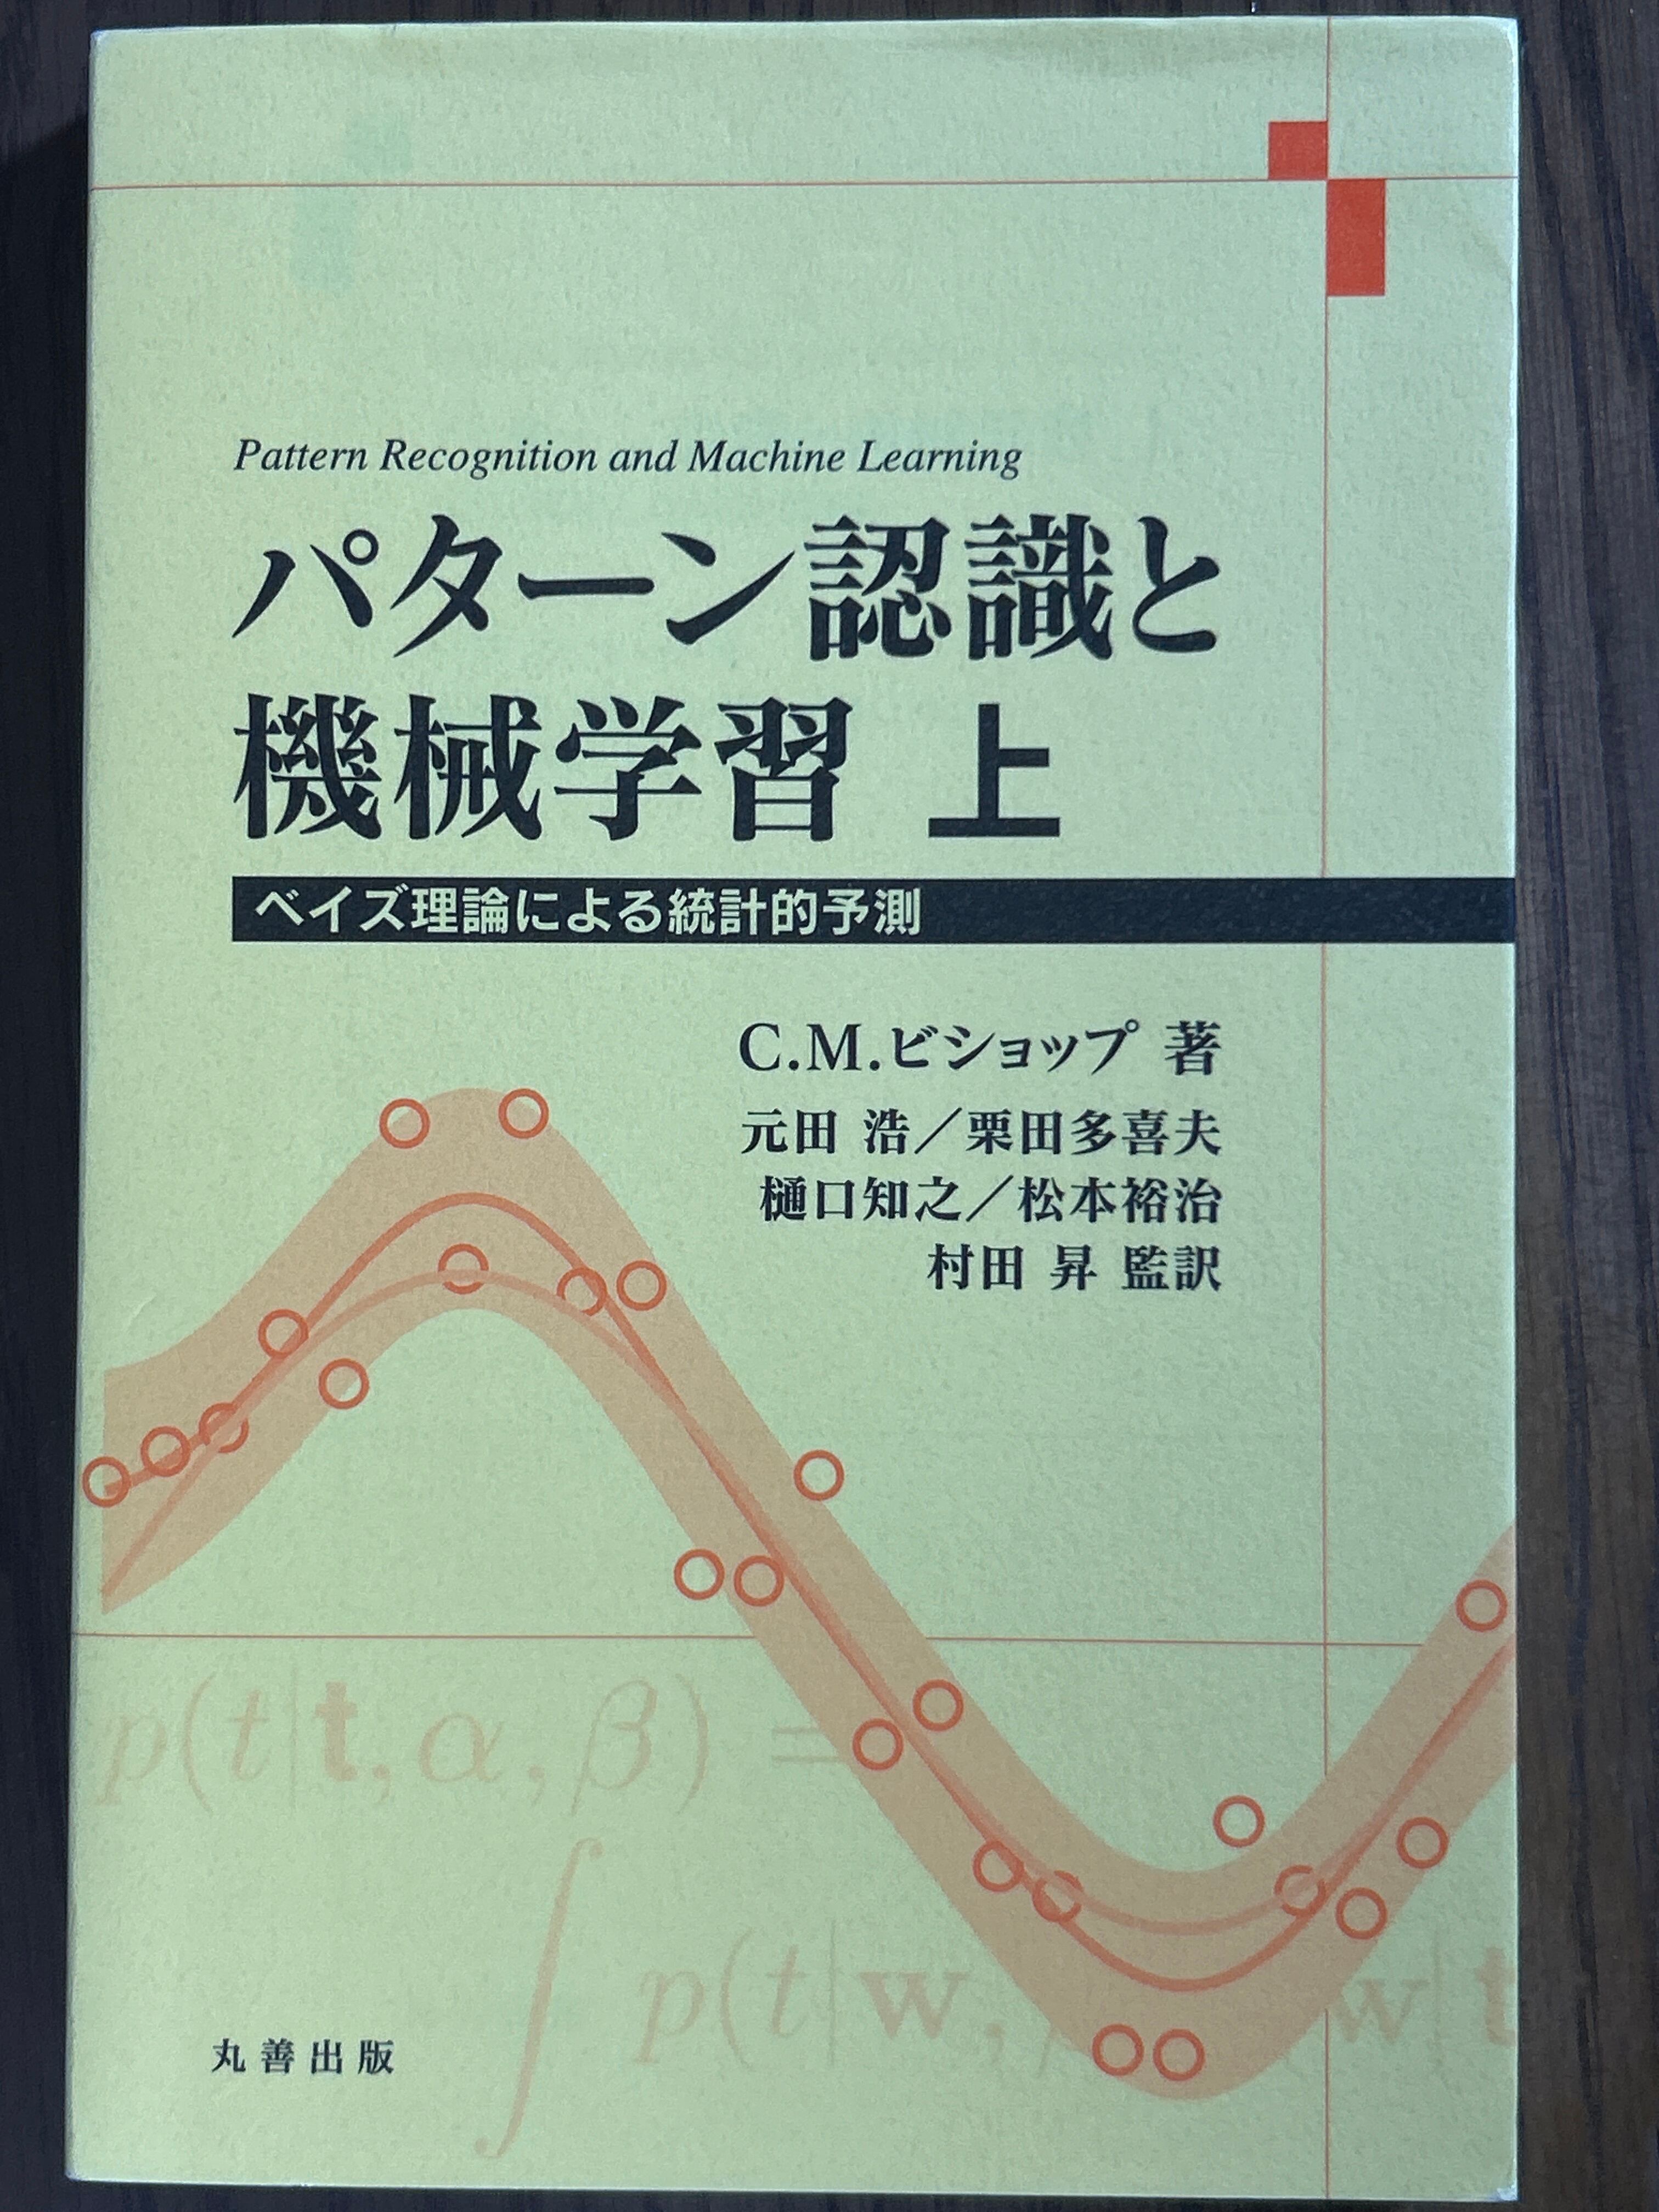 Pattern Recognition and Machine Learning
パターン認識と
機械学習 上
ベイズ理論による統計的予測
C.M.ビショップ 著
元田 浩／栗田多喜夫
樋口知之／松本裕治
村田 昇 監訳
p(t|t, α, β) =
∫ p(t|w, w|t
丸善出版